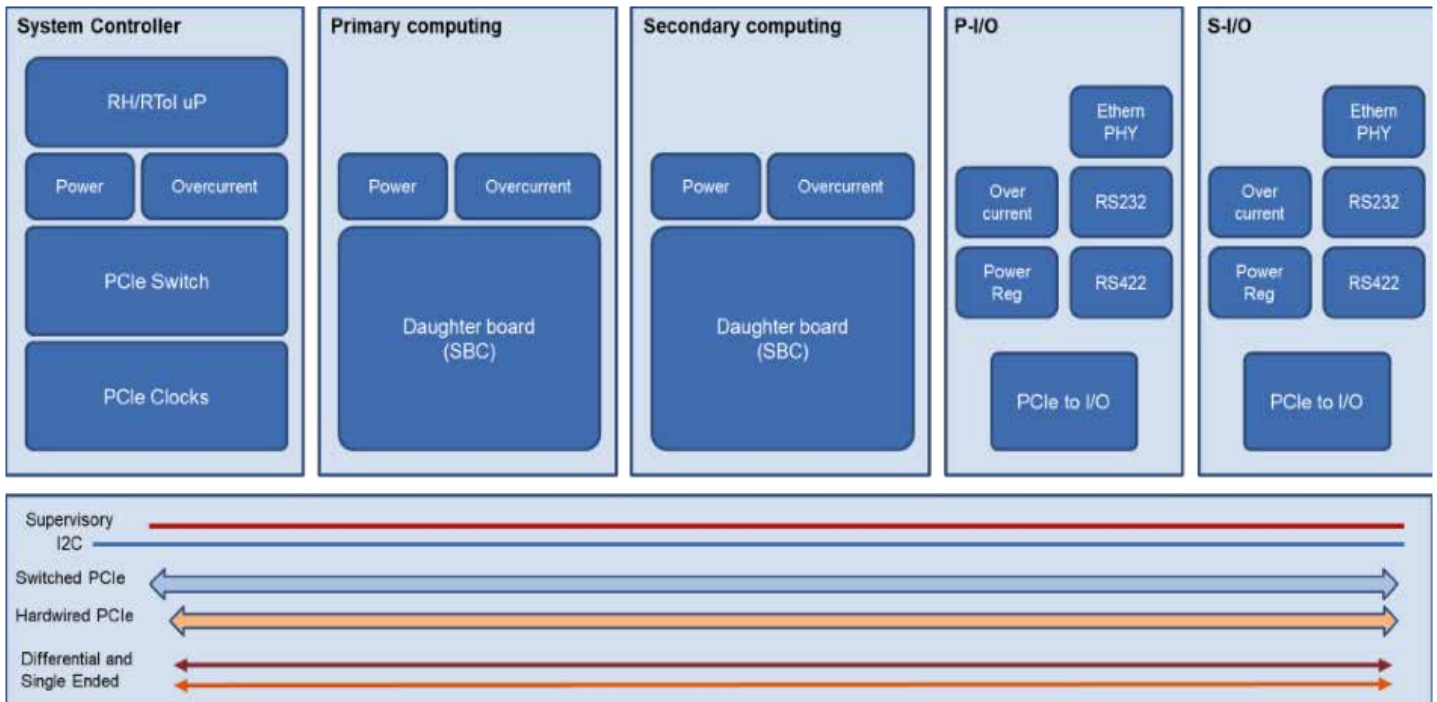 System Controller
RH/RTol uP
Power
Overcurrent
PCIe Switch
PCIe Clocks
Primary computing
Power
Overcurrent
Daughter board
(SBC)
Secondary computing
Power
Overcurrent
Daughter board
(SBC)
P-I/O
Ethern
PHY
Over
current
RS232
Power
Reg
RS422
PCIe to I/O
S-I/O
Ethern
PHY
Over
current
RS232
Power
Reg
RS422
PCIe to I/O
Supervisory
I2C
Switched PCIe
Hardwired PCIe
Differential and
Single Ended